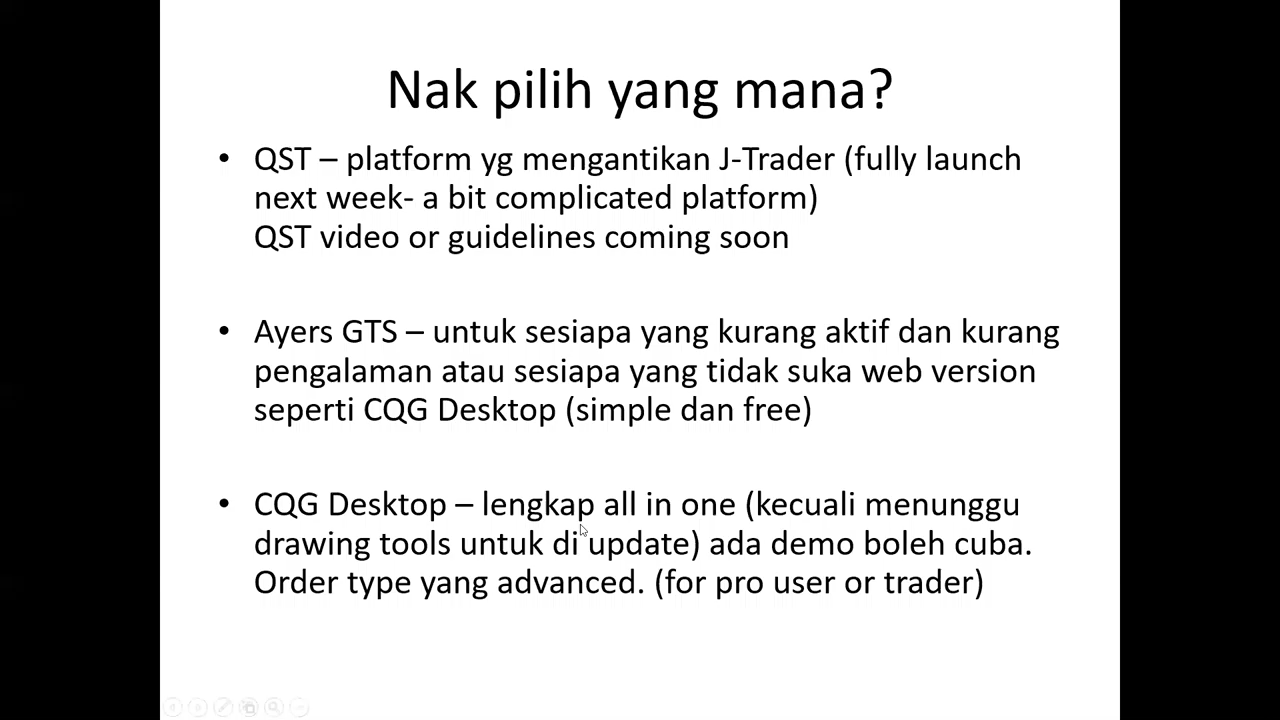 Nak pilih yang mana?
• QST – platform yg mengantikan J-Trader (fully launch
next week- a bit complicated platform)
QST video or guidelines coming soon
• Ayers GTS – untuk sesiapa yang kurang aktif dan kurang
pengalaman atau sesiapa yang tidak suka web version
seperti CQG Desktop (simple dan free)
• CQG Desktop – lengkap all in one (kecuali menunggu
drawing tools untuk di update) ada demo boleh cuba.
Order type yang advanced. (for pro user or trader)